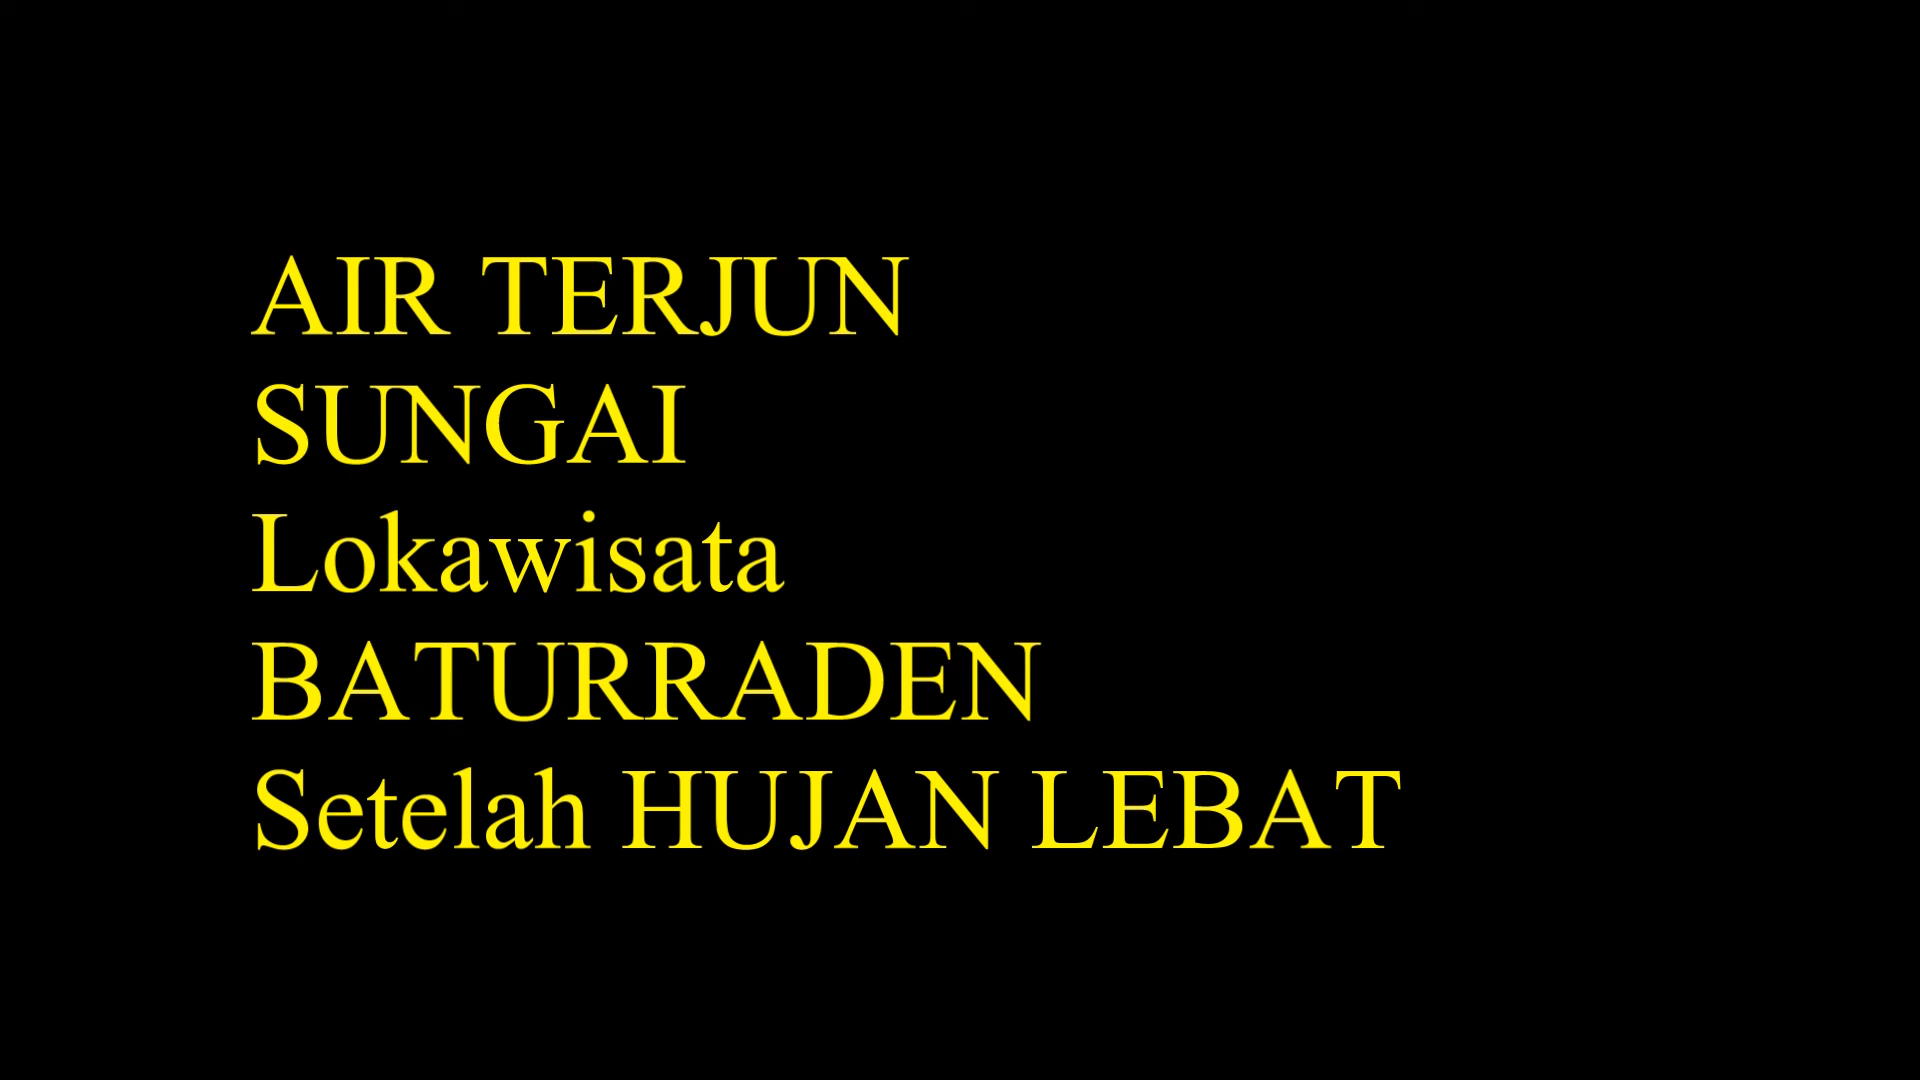 AIR TERJUN
SUNGAI
Lokawisata
BATURRADEN
Setelah HUJAN LEBAT